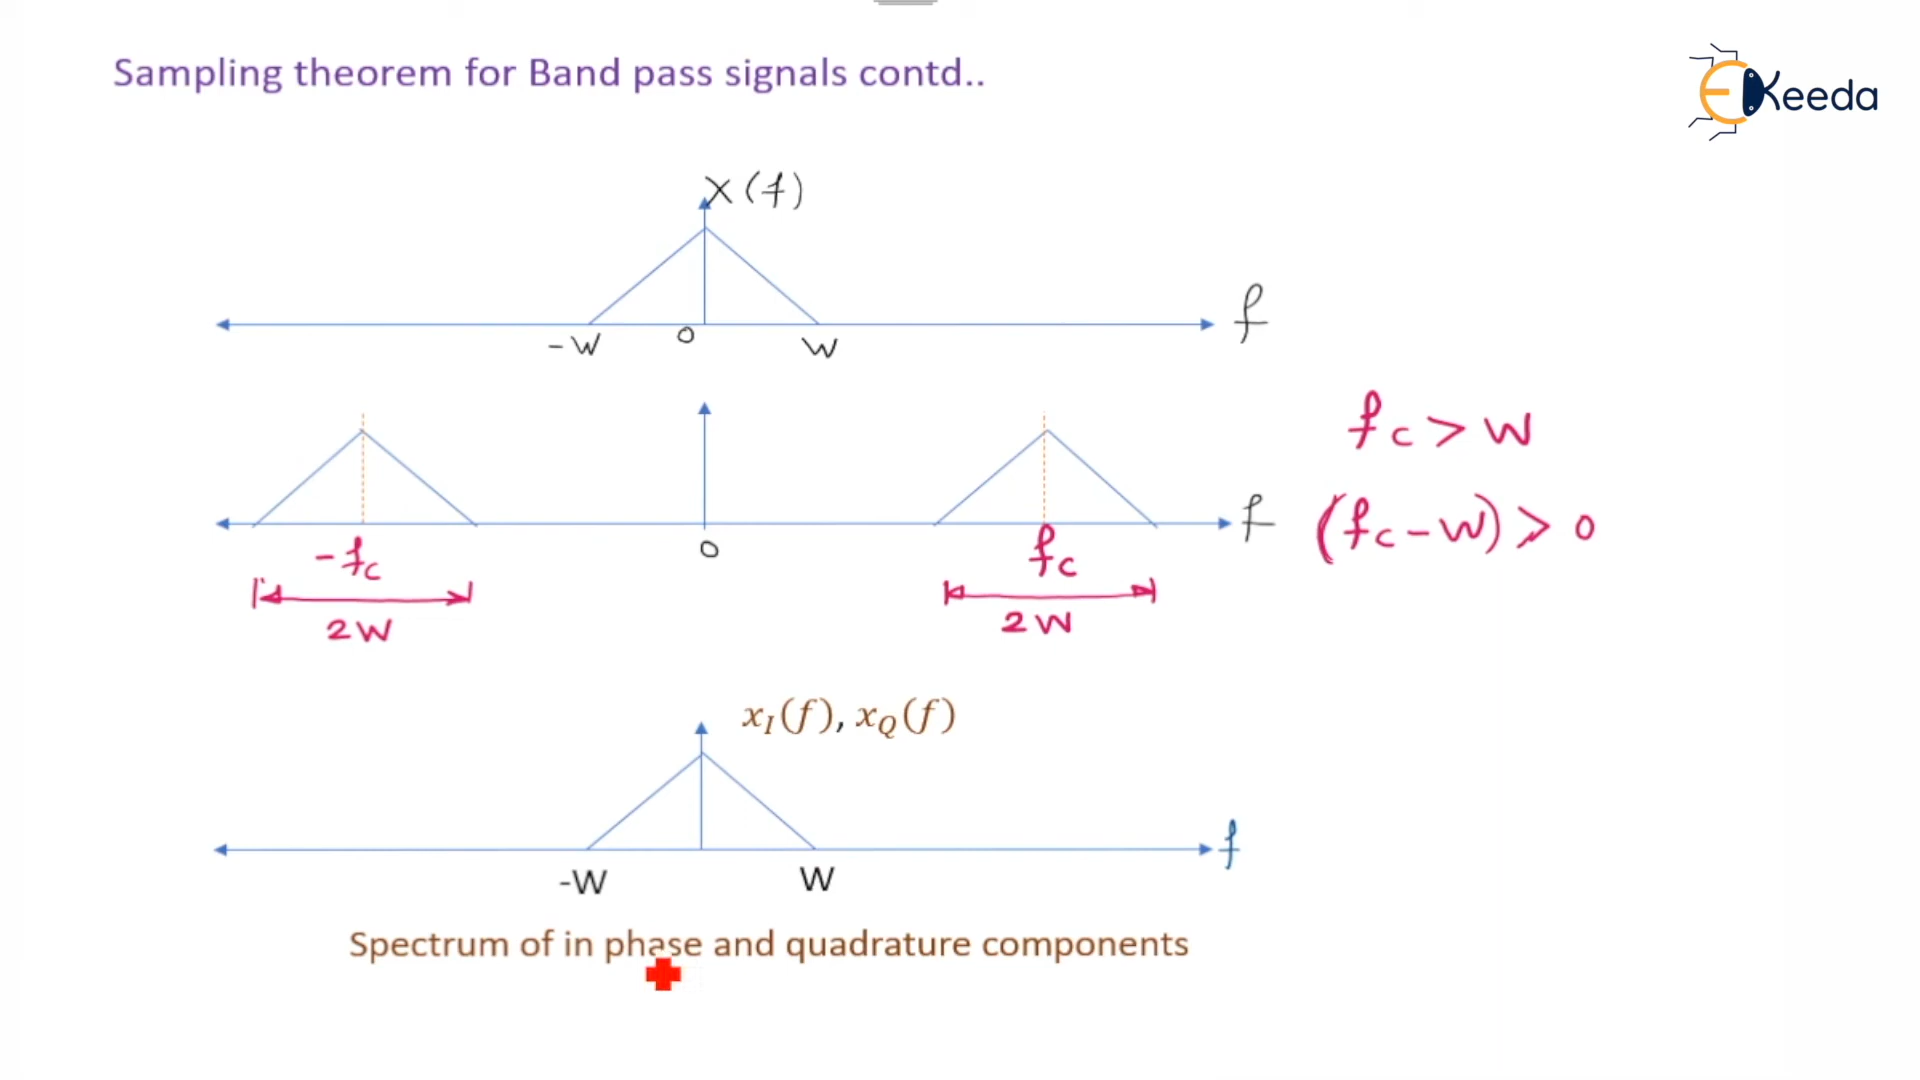 Sampling theorem for Band pass signals contd..
EKeeda
X(f)
f
-W 0 W
fc > W
f
(fc-W) > 0
-fc 0 fc
2W 2W
xI(f), xQ(f)
f
-W W
Spectrum of in phase and quadrature components